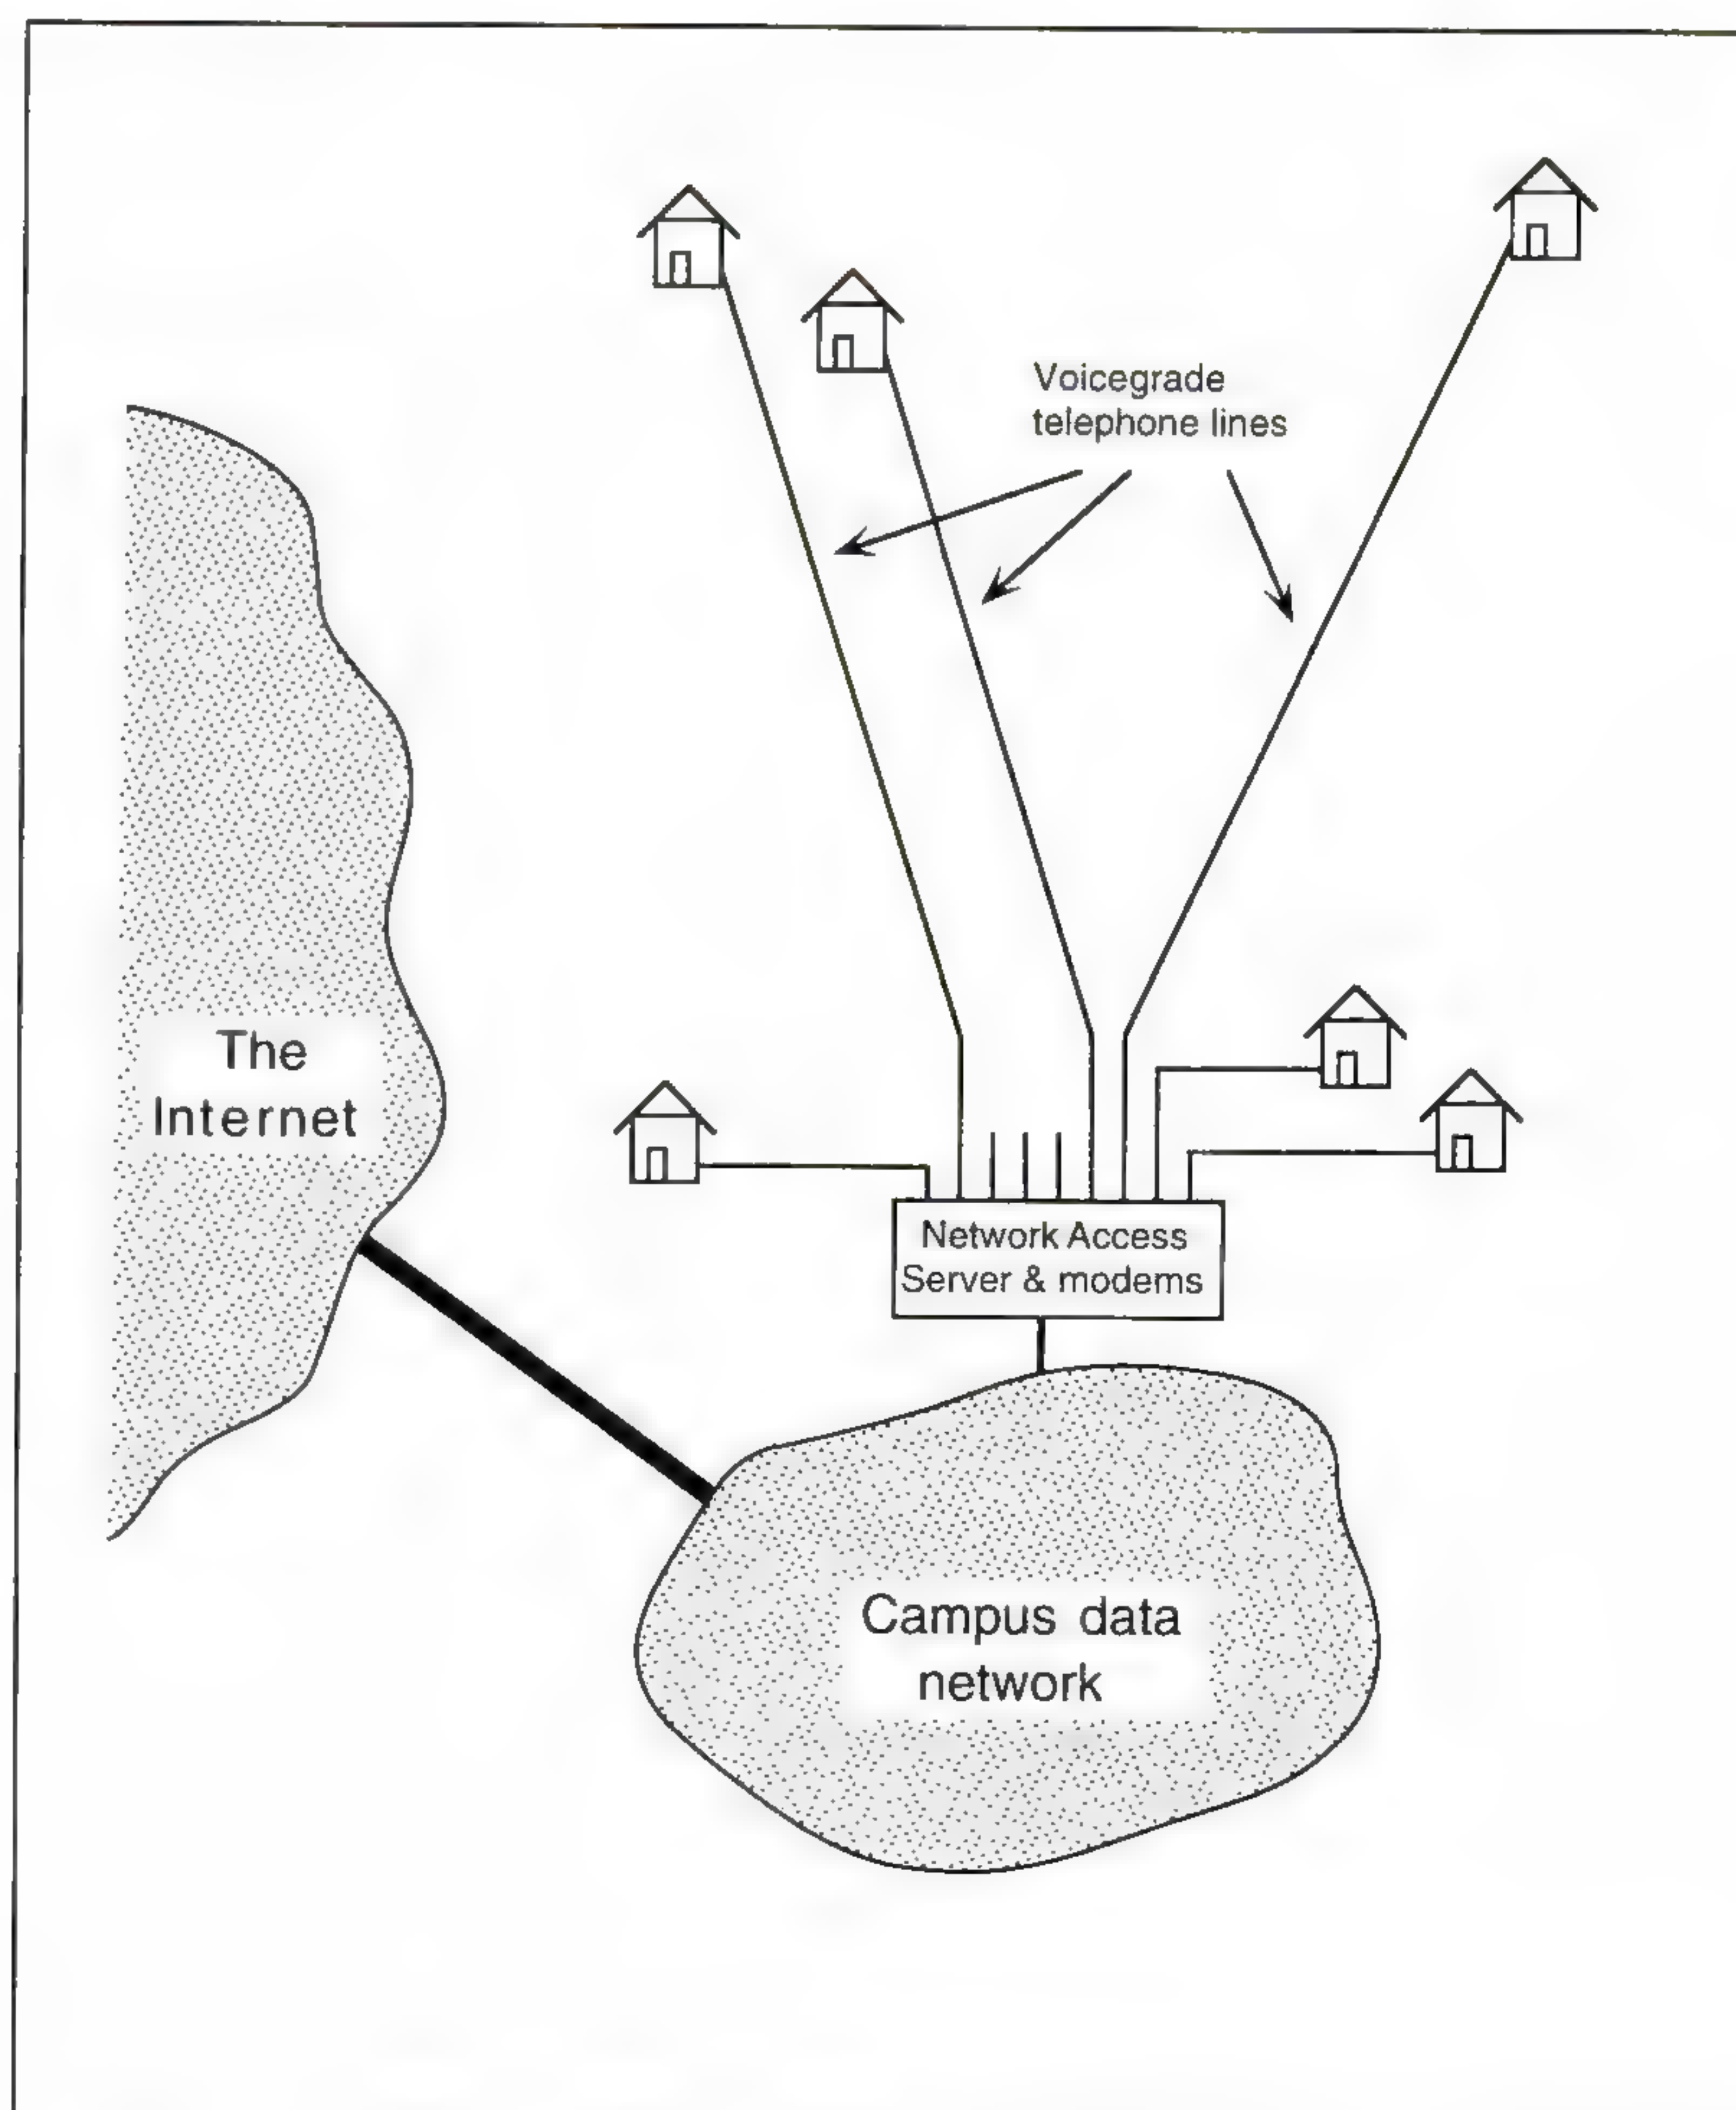 Voicegrade
telephone lines
The
Internet
Network Access
Server & modems
Campus data
network